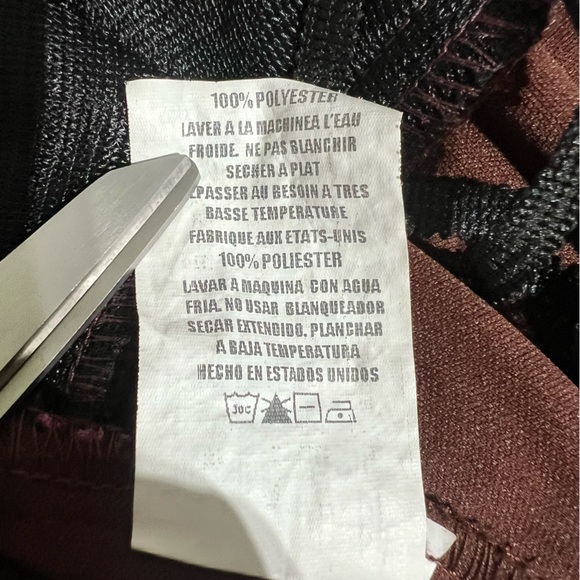 100% POLYESTER
LAVER A LA MACHINEA L'EAU
FROIDE. NE PAS BLANCHIR
SECHER A PLAT
EPASSER AU BESOIN A TRES
BASSE TEMPERATURE
FABRIQUE AUX ETATS-UNIS
100% POLIESTER
LAVAR A MAQUINA CON AGUA
FRIA. NO USAR BLANQUEADOR
SECAR EXTENDIDO. PLANCHAR
A BAJA TEMPERATURA
HECHO EN ESTADOS UNIDOS
30C